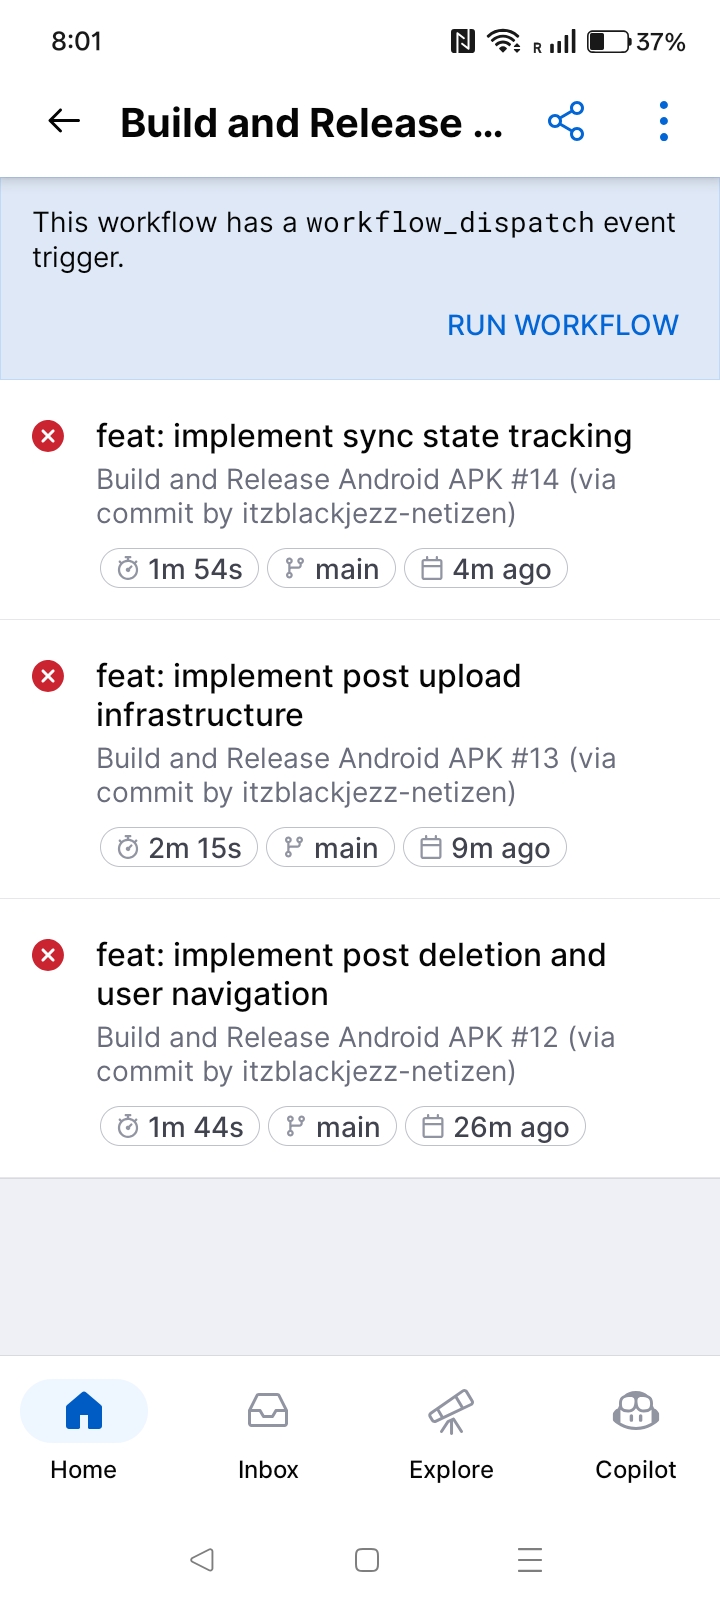 8:01
R
37%
Build and Release ...
This workflow has a workflow_dispatch event
trigger.
RUN WORKFLOW
feat: implement sync state tracking
Build and Release Android APK #14 (via
commit by itzblackjezz-netizen)
1m 54s
main
4m ago
feat: implement post upload
infrastructure
Build and Release Android APK #13 (via
commit by itzblackjezz-netizen)
2m 15s
main
9m ago
feat: implement post deletion and
user navigation
Build and Release Android APK #12 (via
commit by itzblackjezz-netizen)
1m 44s
main
26m ago
Home
Inbox
Explore
Copilot